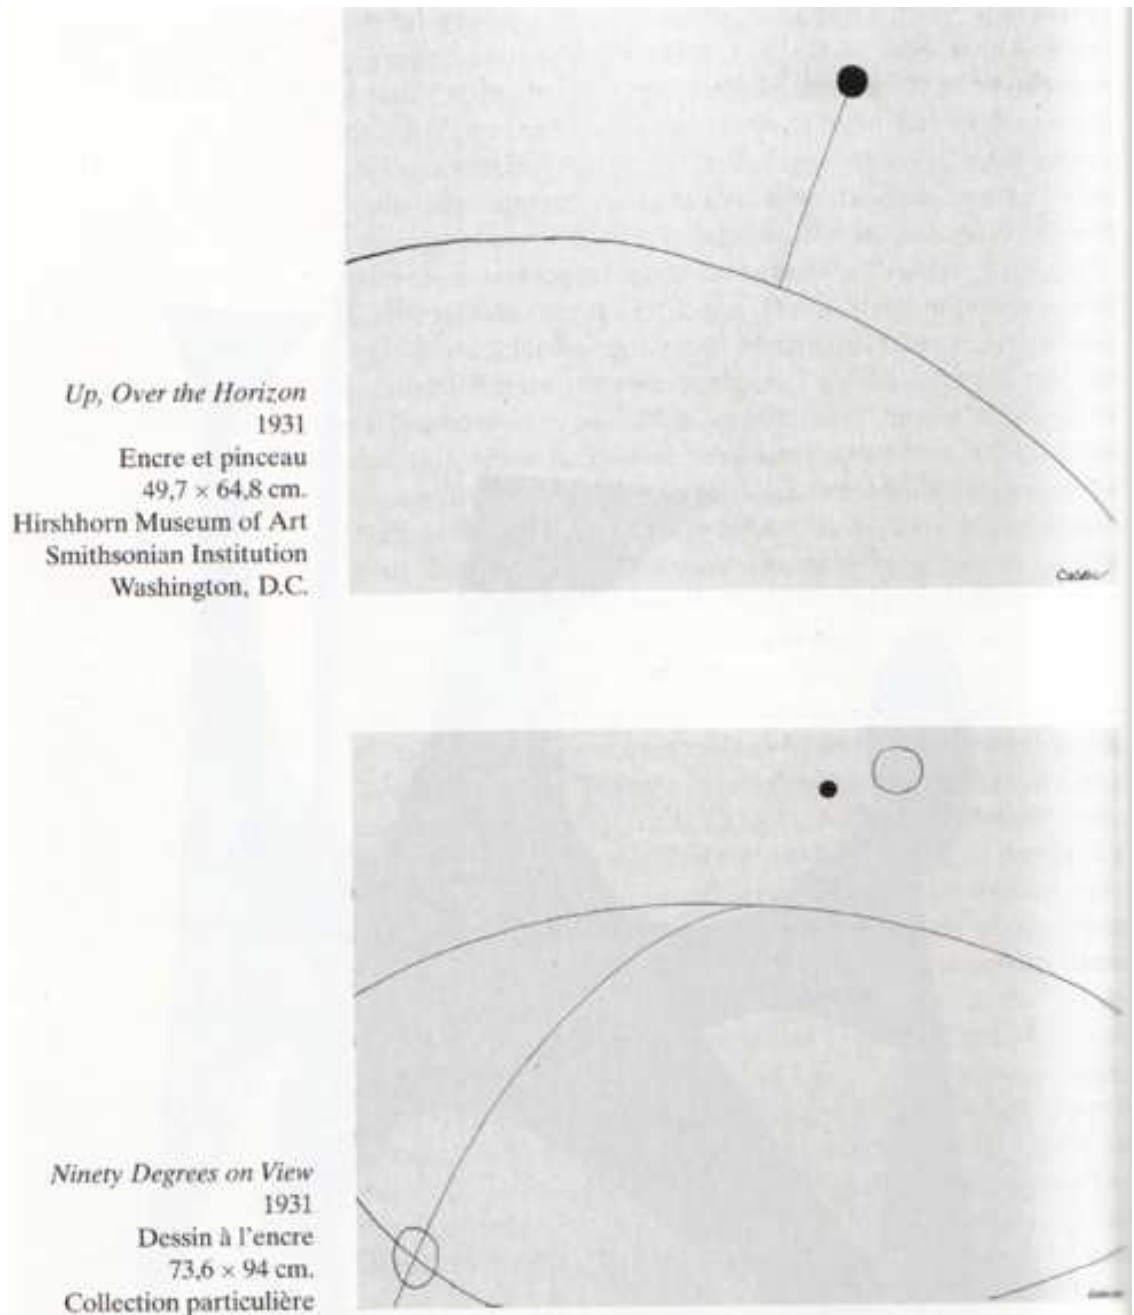 Up, Over the Horizon
1931
Encre et pinceau
49,7 × 64,8 cm.
Hirshhorn Museum of Art
Smithsonian Institution
Washington, D.C.
Calder
Ninety Degrees on View
1931
Dessin à l'encre
73,6 × 94 cm.
Collection particulière